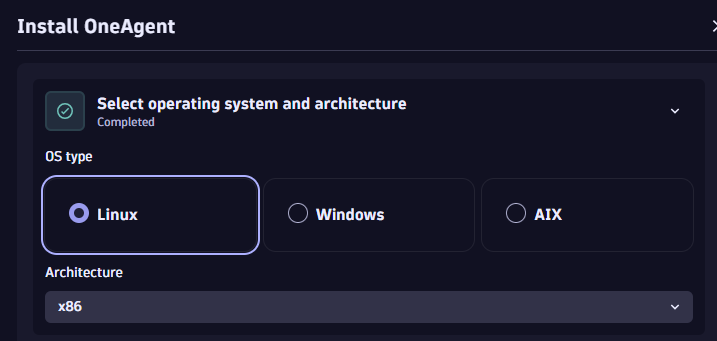 Install OneAgent
Select operating system and architecture
Completed
OS type
Linux
Windows
AIX
Architecture
x86